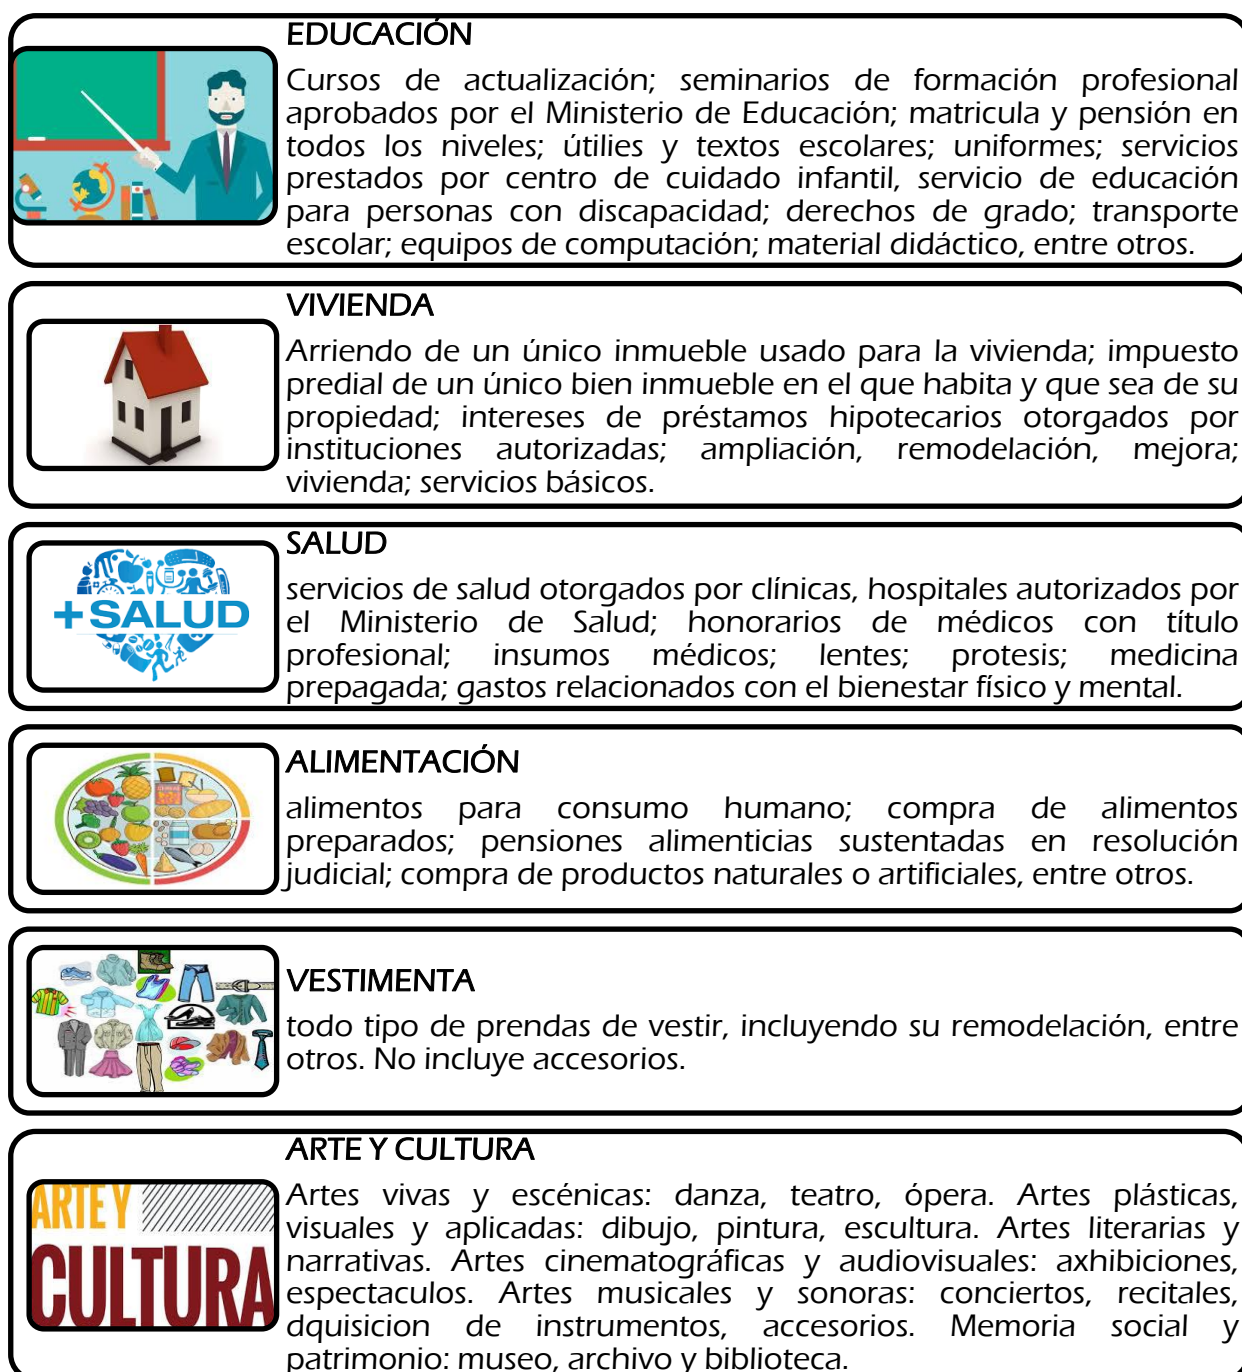 EDUCACIÓN
Cursos de actualización; seminarios de formación profesional
aprobados por el Ministerio de Educación; matricula y pensión en
todos los niveles; útilies y textos escolares; uniformes; servicios
prestados por centro de cuidado infantil, servicio de educación
para personas con discapacidad; derechos de grado; transporte
escolar; equipos de computación; material didáctico, entre otros.
VIVIENDA
Arriendo de un único inmueble usado para la vivienda; impuesto
predial de un único bien inmueble en el que habita y que sea de su
propiedad; intereses de préstamos hipotecarios otorgados por
instituciones autorizadas; ampliación, remodelación, mejora;
vivienda; servicios básicos.
SALUD
+SALUD
servicios de salud otorgados por clínicas, hospitales autorizados por
el Ministerio de Salud; honorarios de médicos con título
profesional; insumos médicos; lentes; protesis; medicina
prepagada; gastos relacionados con el bienestar físico y mental.
ALIMENTACIÓN
alimentos para consumo humano; compra de alimentos
preparados; pensiones alimenticias sustentadas en resolución
judicial; compra de productos naturales o artificiales, entre otros.
VESTIMENTA
todo tipo de prendas de vestir, incluyendo su remodelación, entre
otros. No incluye accesorios.
ARTE Y CULTURA
ARTE Y
CULTURA
Artes vivas y escénicas: danza, teatro, ópera. Artes plásticas,
visuales y aplicadas: dibujo, pintura, escultura. Artes literarias y
narrativas. Artes cinematográficas y audiovisuales: axhibiciones,
espectaculos. Artes musicales y sonoras: conciertos, recitales,
dquisicion de instrumentos, accesorios. Memoria social y
patrimonio: museo, archivo y biblioteca.